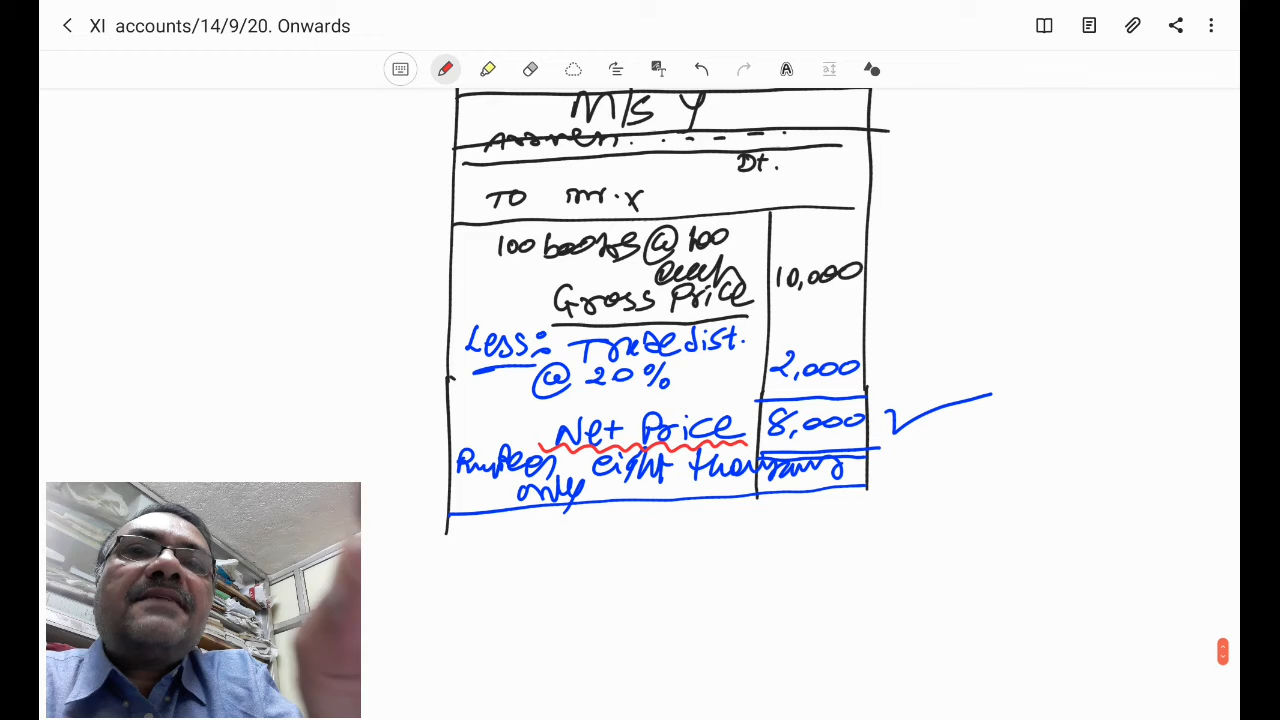 XI accounts/14/9/20. Onwards
M/S Y
Address. . - - - .
Dt.
TO Mr. X
100 books @ 100
each
10,000
Gross Price
Less: Trade dist.
@ 20% 2,000
Net Price 8,000
Rupees eight thousand
only